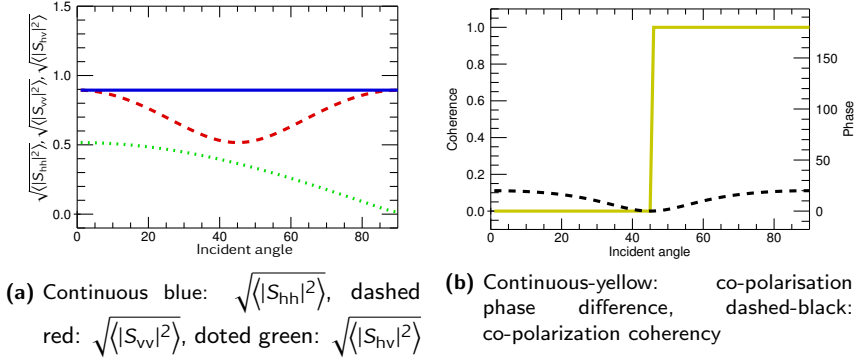 1.5
1.0
0.5
0.0
0 20 40 60 80
Incident angle
√⟨|S_hh|²⟩, √⟨|S_vv|²⟩, √⟨|S_hv|²⟩
1.0
0.8
0.6
0.4
0.2
0.0
Coherence
0 20 40 60 80
Incident angle
150
100
50
0
Phase
(a) Continuous blue: √⟨|S_hh|²⟩, dashed
red: √⟨|S_vv|²⟩, doted green: √⟨|S_hv|²⟩
(b) Continuous-yellow: co-polarisation
phase difference, dashed-black:
co-polarization coherency